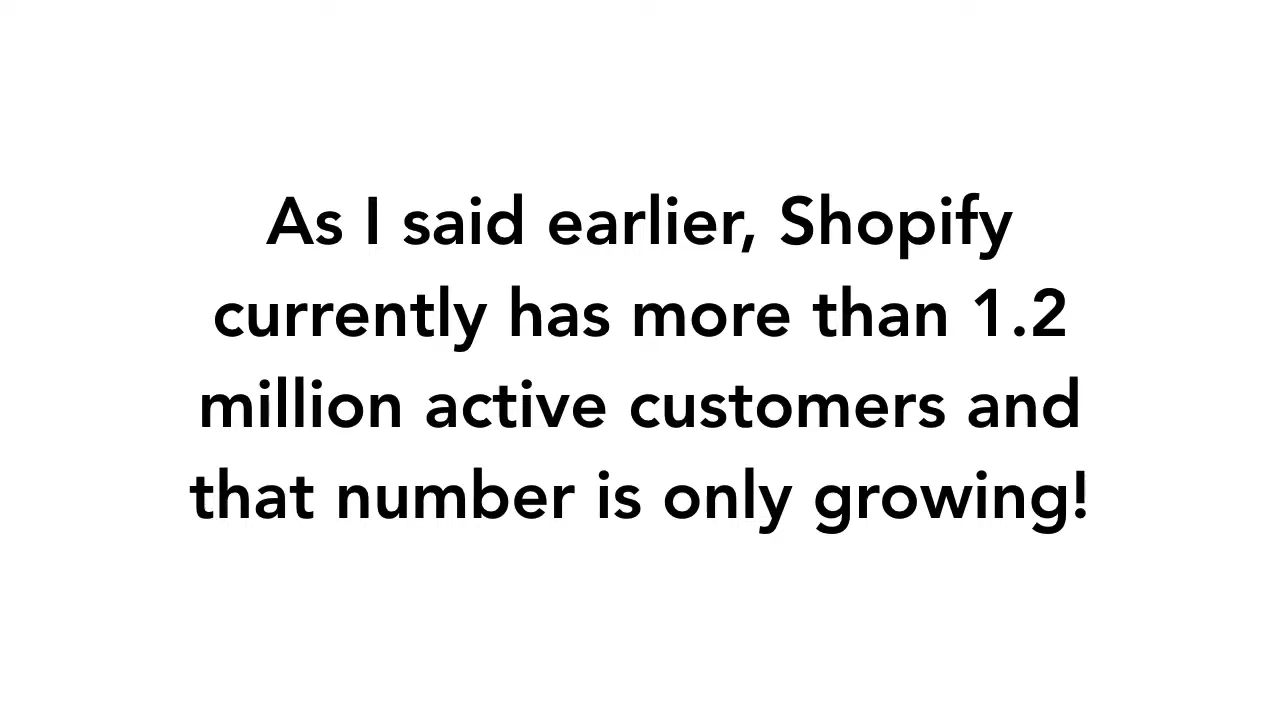 As I said earlier, Shopify
currently has more than 1.2
million active customers and
that number is only growing!